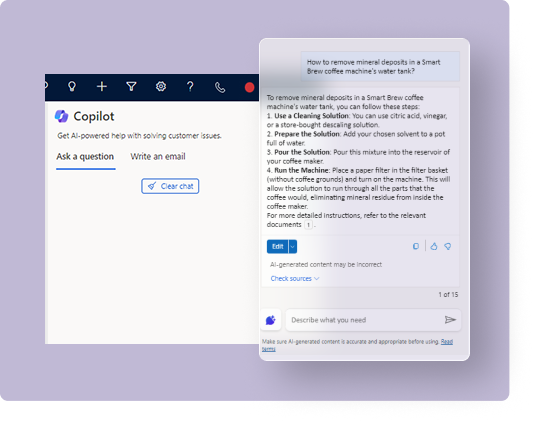 Copilot
Get AI-powered help with solving customer issues.
Ask a question
Write an email
Clear chat
How to remove mineral deposits in a Smart
Brew coffee machine's water tank?
To remove mineral deposits in a Smart Brew coffee
machine's water tank, you can follow these steps:
1. Use a Cleaning Solution: You can use citric acid, vinegar,
or a store-bought descaling solution.
2. Prepare the Solution: Add your chosen solvent to a pot
full of water.
3. Pour the Solution: Pour this mixture into the reservoir of
your coffee maker.
4. Run the Machine: Place a paper filter in the filter basket
(without coffee grounds) and turn on the machine. This will
allow the solution to run through all the parts that the
coffee would, eliminating mineral residue from inside the
coffee maker.
For more detailed instructions, refer to the relevant
documents 1 .
Edit
AI-generated content may be incorrect
Check sources
1 of 15
Describe what you need
Make sure AI-generated content is accurate and appropriate before using. Read
terms